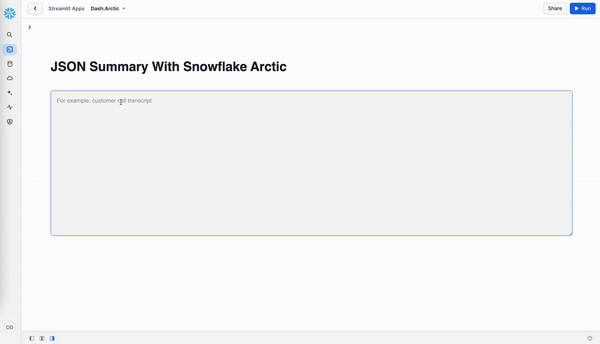 Streamlit Apps Dash.Arctic Share Run
JSON Summary With Snowflake Arctic
For example: customer call transcript
DD